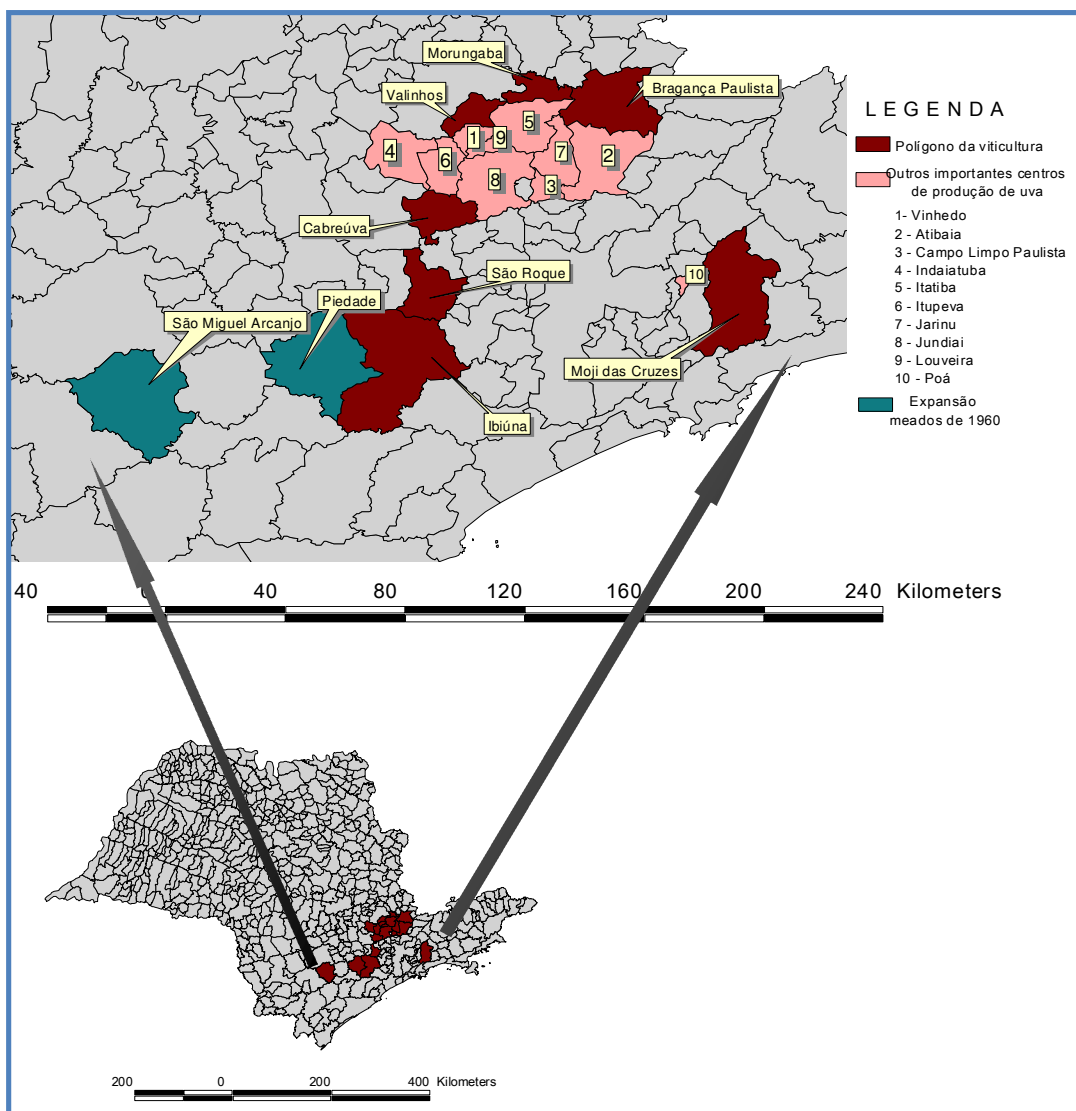 Morungaba
Valinhos
Bragança Paulista
5
1
9
4
6
7
2
8
3
Cabreúva
São Roque
10
Piedade
São Miguel Arcanjo
Moji das Cruzes
Ibiúna
L E G E N D A
Polígono da viticultura
Outros importantes centros
de produção de uva
1- Vinhedo
2 - Atibaia
3 - Campo Limpo Paulista
4 - Indaiatuba
5 - Itatiba
6 - Itupeva
7 - Jarinu
8 - Jundiai
9 - Louveira
10 - Poá
Expansão
meados de 1960
40 0 40 80 120 160 200 240 Kilometers
200 0 200 400 Kilometers